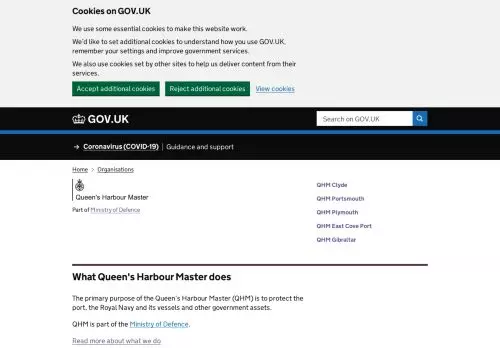 Cookies on GOV.UK
We use some essential cookies to make this website work.
We'd like to set additional cookies to understand how you use GOV.UK,
remember your settings and improve government services.
We also use cookies set by other sites to help us deliver content from their
services.
Accept additional cookies Reject additional cookies View cookies
GOV.UK Search on GOV.UK
→ Coronavirus (COVID-19) | Guidance and support
Home > Organisations
Queen's Harbour Master
Part of Ministry of Defence
QHM Clyde
QHM Portsmouth
QHM Plymouth
QHM East Cove Port
QHM Gibraltar
What Queen's Harbour Master does
The primary purpose of the Queen's Harbour Master (QHM) is to protect the
port, the Royal Navy and its vessels and other government assets.
QHM is part of the Ministry of Defence.
Read more about what we do